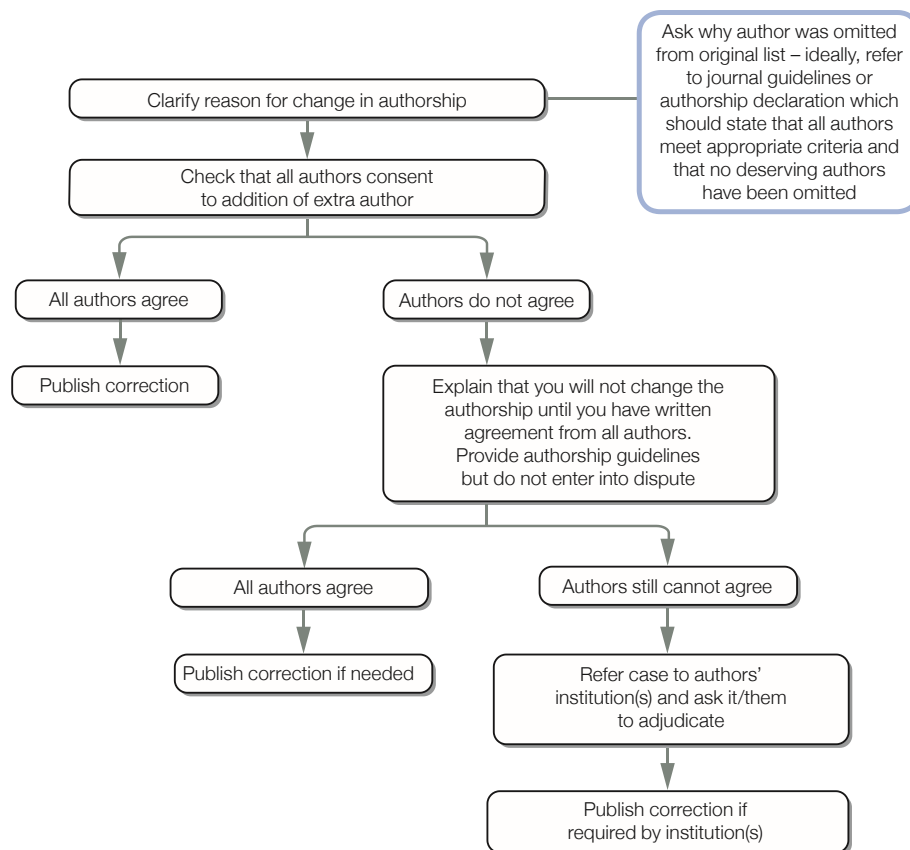 Ask why author was omitted
from original list – ideally, refer
to journal guidelines or
authorship declaration which
should state that all authors
meet appropriate criteria and
that no deserving authors
have been omitted
Clarify reason for change in authorship
Check that all authors consent
to addition of extra author
All authors agree
Authors do not agree
Publish correction
Explain that you will not change the
authorship until you have written
agreement from all authors.
Provide authorship guidelines
but do not enter into dispute
All authors agree
Authors still cannot agree
Publish correction if needed
Refer case to authors’
institution(s) and ask it/them
to adjudicate
Publish correction if
required by institution(s)